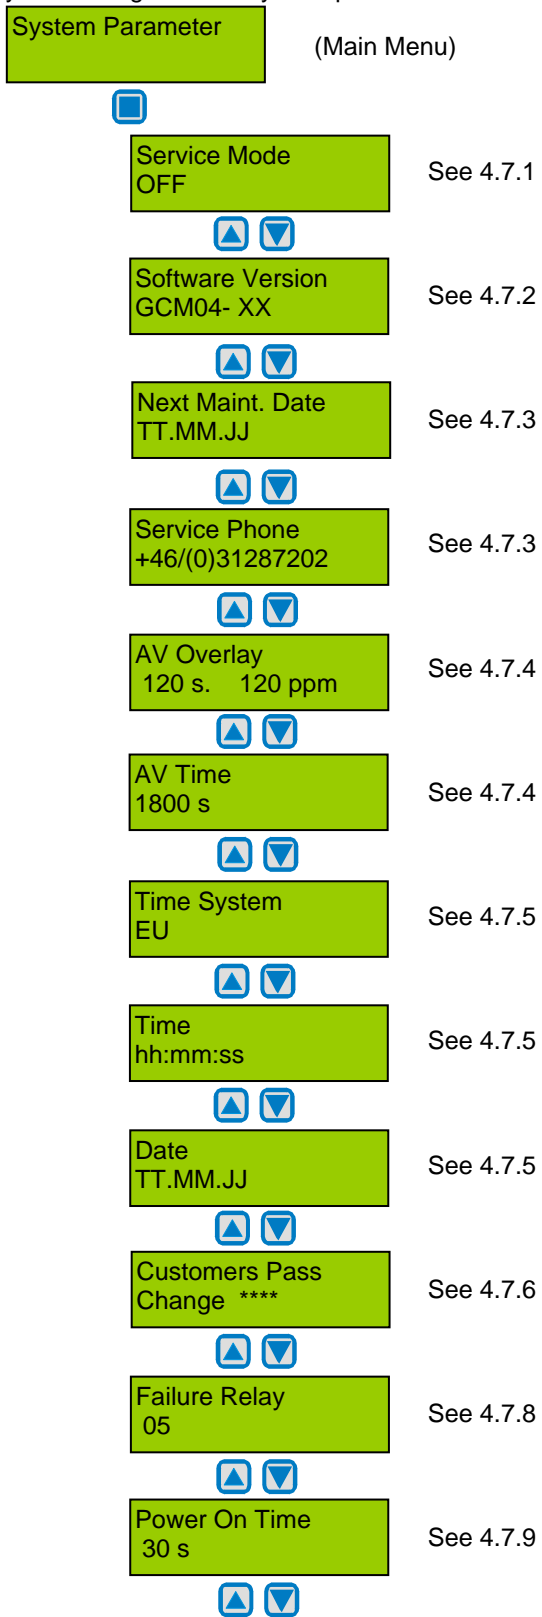 System Parameter
(Main Menu)
Service Mode
OFF
See 4.7.1
Software Version
GCM04- XX
See 4.7.2
Next Maint. Date
TT.MM.JJ
See 4.7.3
Service Phone
+46/(0)31287202
See 4.7.3
AV Overlay
120 s. 120 ppm
See 4.7.4
AV Time
1800 s
See 4.7.4
Time System
EU
See 4.7.5
Time
hh:mm:ss
See 4.7.5
Date
TT.MM.JJ
See 4.7.5
Customers Pass
Change ****
See 4.7.6
Failure Relay
05
See 4.7.8
Power On Time
30 s
See 4.7.9